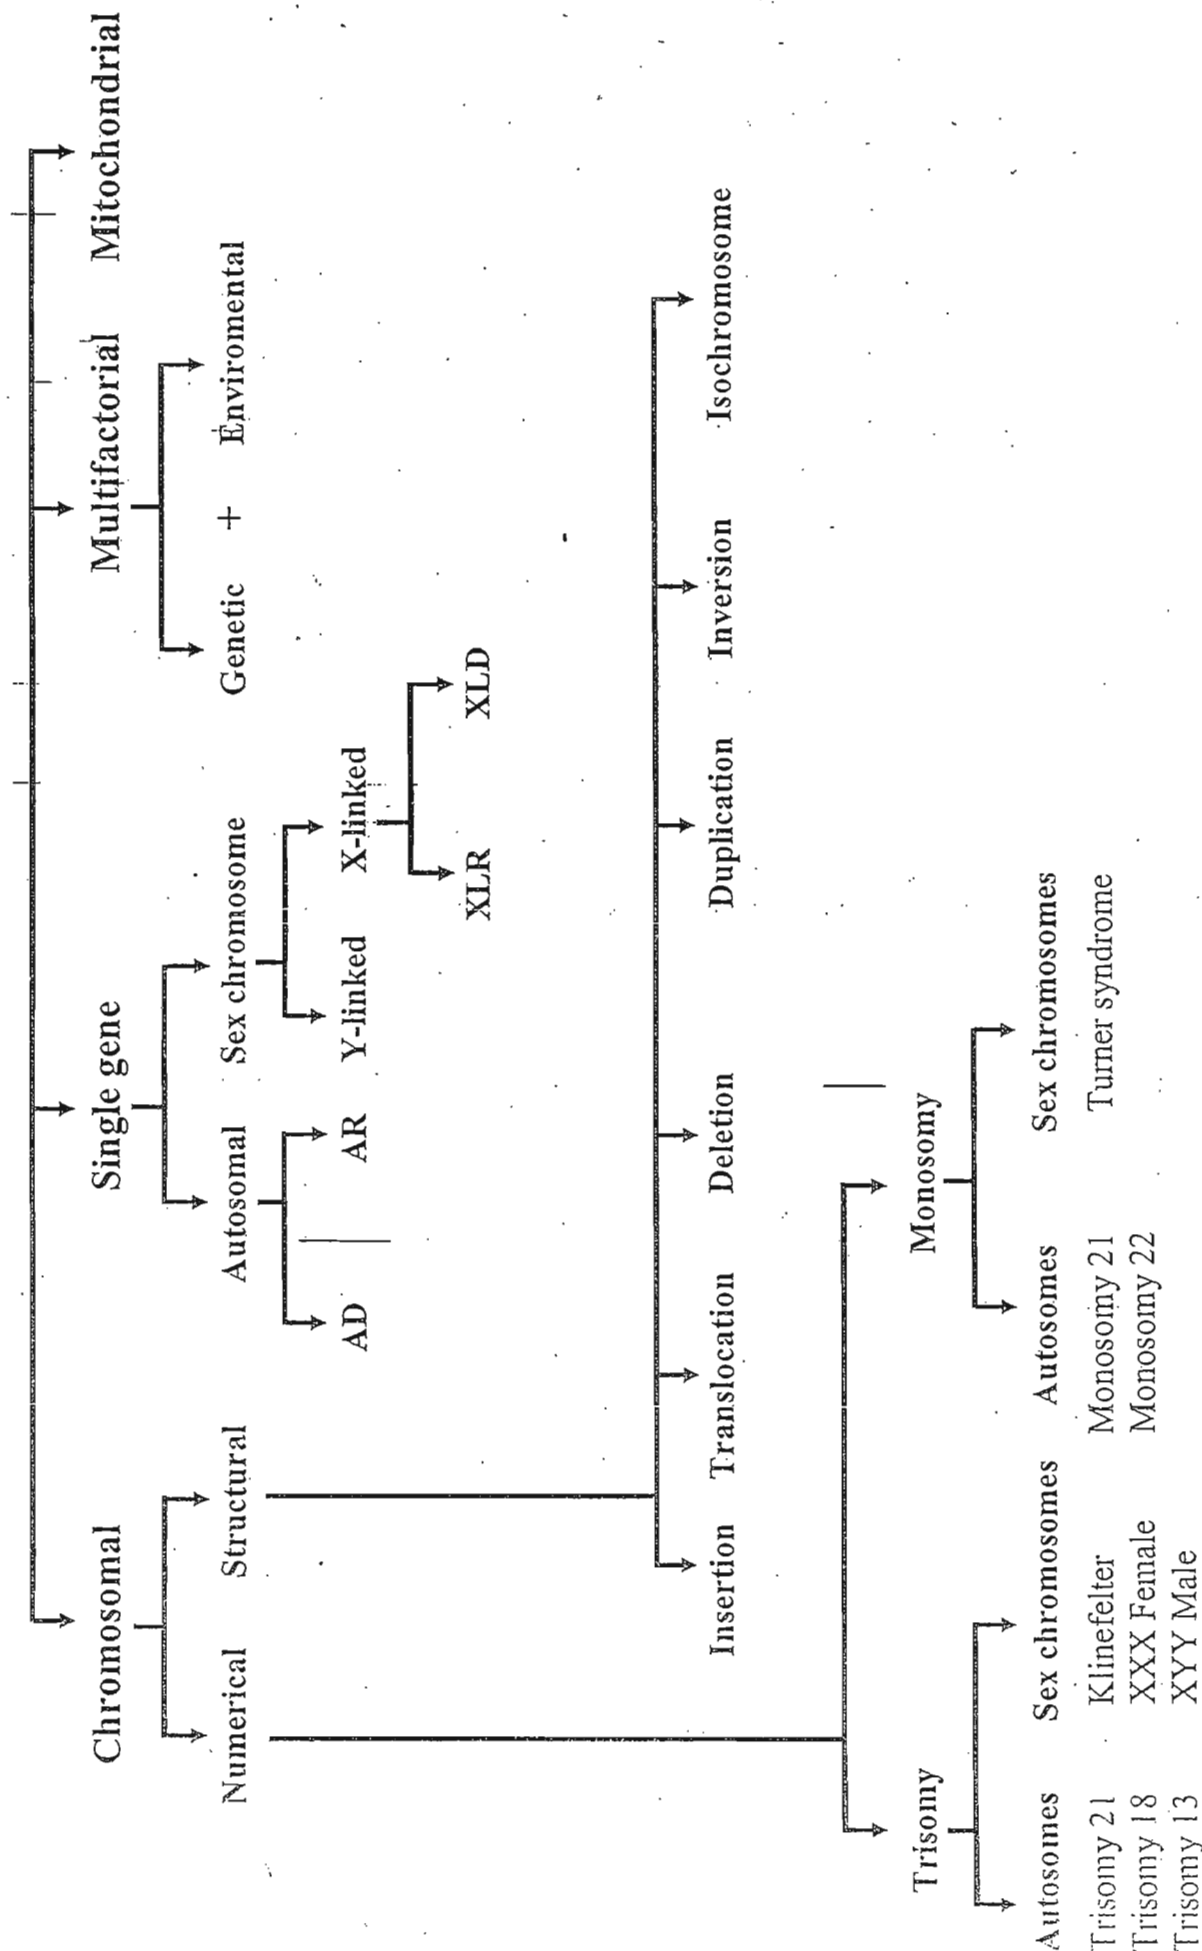 Chromosomal Single gene Multifactorial Mitochondrial
Numerical Structural Autosomal Sex chromosome Genetic + Enviromental
AD AR Y-linked X-linked
XLR XLD
Insertion Translocation Deletion Duplication Inversion Isochromosome
Trisomy Monosomy
Autosomes Sex chromosomes Autosomes Sex chromosomes
Trisomy 21 Klinefelter Monosomy 21 Turner syndrome
Trisomy 18 XXX Female Monosomy 22
Trisomy 13 XYY Male